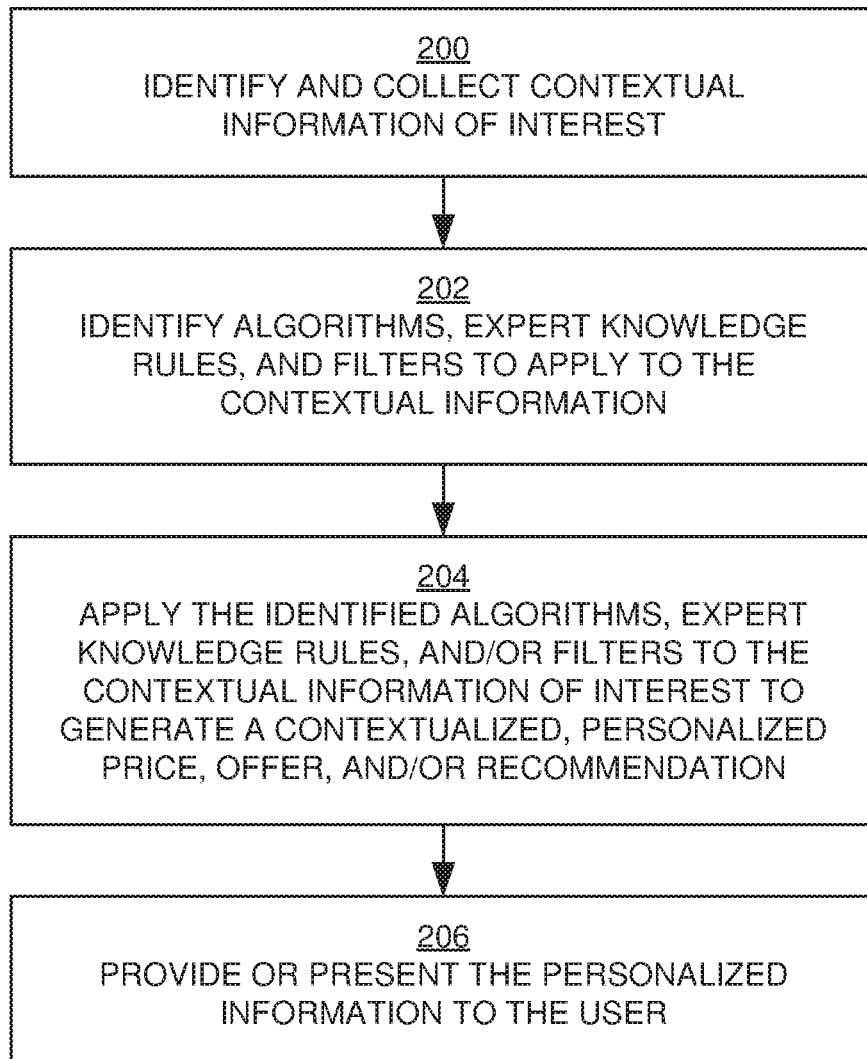 200
IDENTIFY AND COLLECT CONTEXTUAL
INFORMATION OF INTEREST
202
IDENTIFY ALGORITHMS, EXPERT KNOWLEDGE
RULES, AND FILTERS TO APPLY TO THE
CONTEXTUAL INFORMATION
204
APPLY THE IDENTIFIED ALGORITHMS, EXPERT
KNOWLEDGE RULES, AND/OR FILTERS TO THE
CONTEXTUAL INFORMATION OF INTEREST TO
GENERATE A CONTEXTUALIZED, PERSONALIZED
PRICE, OFFER, AND/OR RECOMMENDATION
206
PROVIDE OR PRESENT THE PERSONALIZED
INFORMATION TO THE USER